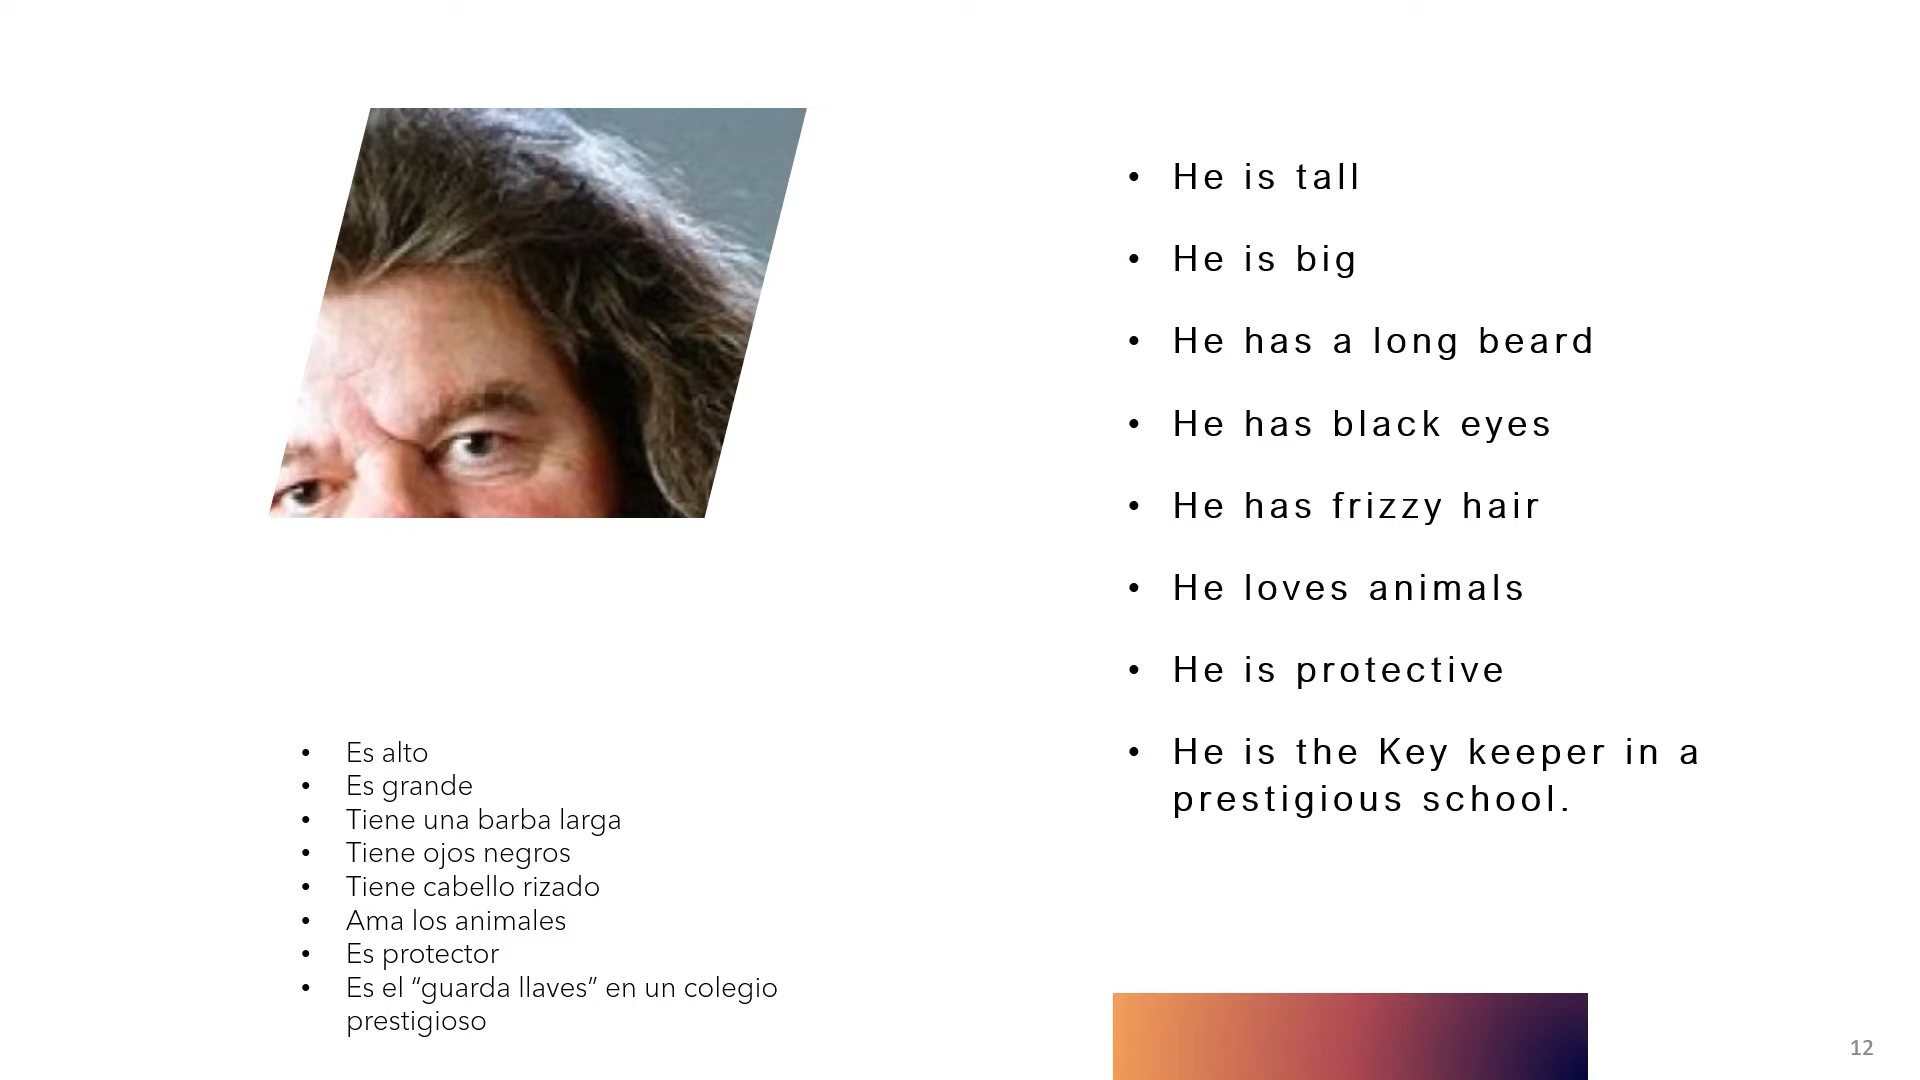 • He is tall
• He is big
• He has a long beard
• He has black eyes
• He has frizzy hair
• He loves animals
• He is protective
• He is the Key keeper in a
prestigious school.
• Es alto
• Es grande
• Tiene una barba larga
• Tiene ojos negros
• Tiene cabello rizado
• Ama los animales
• Es protector
• Es el “guarda llaves” en un colegio
prestigioso
12